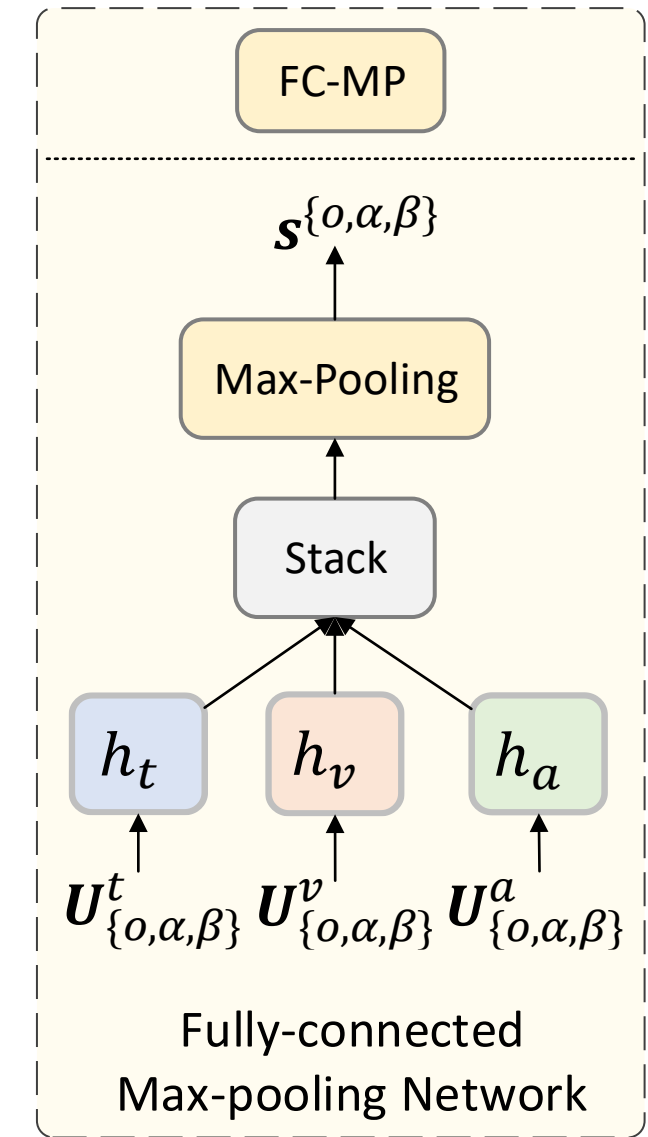 FC-MP
s^{o,α,β}
Max-Pooling
Stack
h_t h_v h_a
U^t_{o,α,β} U^v_{o,α,β} U^a_{o,α,β}
Fully-connected
Max-pooling Network